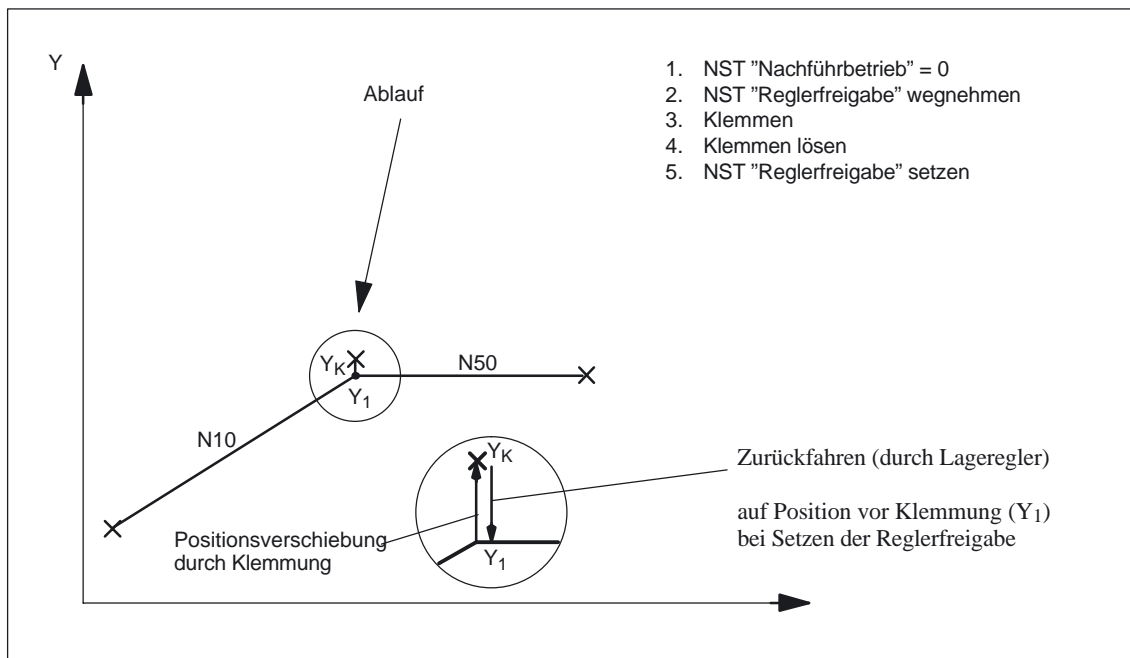 Y
Ablauf
1. NST "Nachführbetrieb" = 0
2. NST "Reglerfreigabe" wegnehmen
3. Klemmen
4. Klemmen lösen
5. NST "Reglerfreigabe" setzen
YK
N50
Y1
N10
YK
Zurückfahren (durch Lageregler)
auf Position vor Klemmung (Y1)
bei Setzen der Reglerfreigabe
Positionsverschiebung
durch Klemmung
Y1